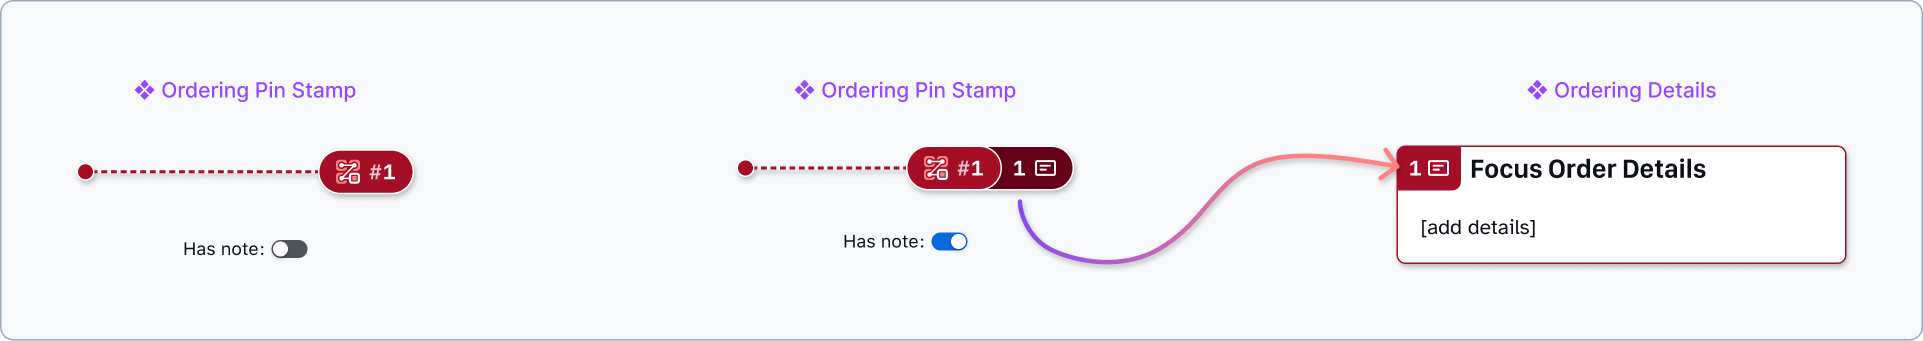 Ordering Pin Stamp
#1
Has note:
Ordering Pin Stamp
#1 1
Has note:
Ordering Details
1 Focus Order Details
[add details]